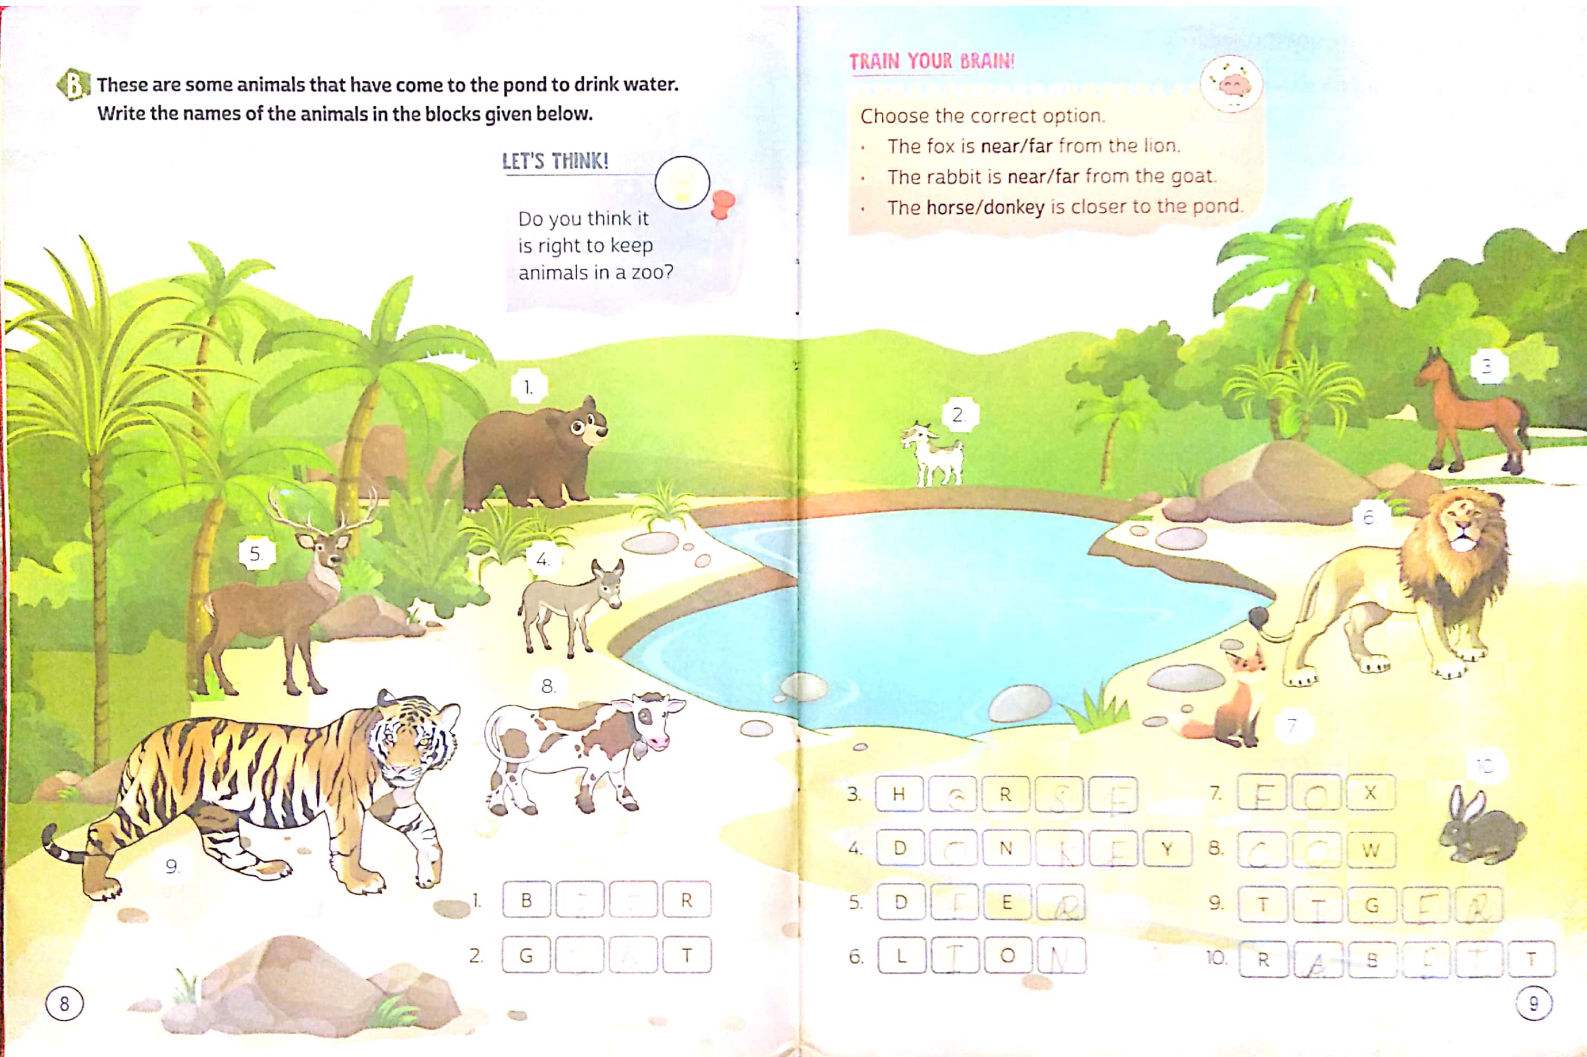 B. These are some animals that have come to the pond to drink water.
Write the names of the animals in the blocks given below.
LET'S THINK!
Do you think it
is right to keep
animals in a zoo?
1.
5.
4.
8.
9.
1. B R
2. G A T
8
TRAIN YOUR BRAIN!
Choose the correct option.
· The fox is near/far from the lion.
· The rabbit is near/far from the goat.
· The horse/donkey is closer to the pond.
2.
3
6
7
10
3. H O R S E
4. D O N K E Y
5. D E E R
6. L I O N
7. F O X
8. C O W
9. T I G E R
10. R A B B I T
9